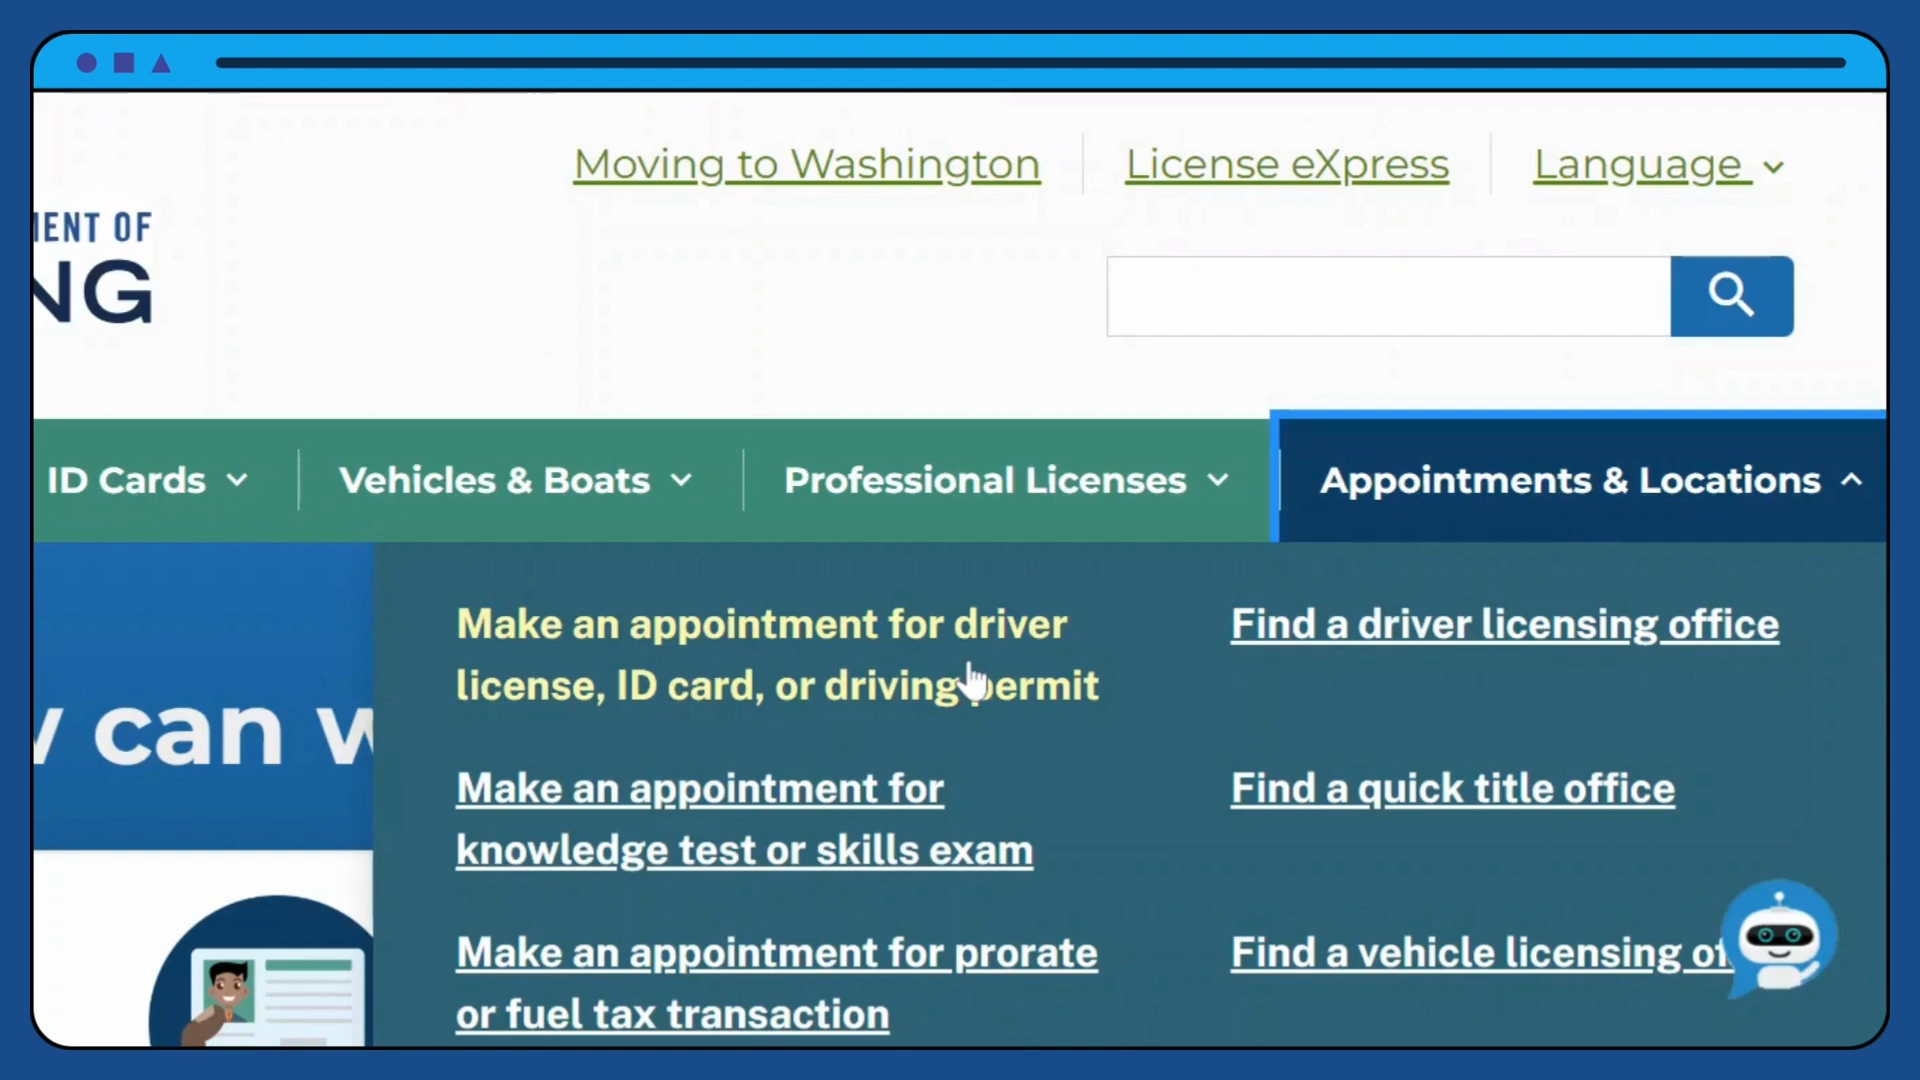 Moving to Washington
License eXpress
Language
MENT OF
NG
ID Cards
Vehicles & Boats
Professional Licenses
Appointments & Locations
Make an appointment for driver
license, ID card, or driving permit
Find a driver licensing office
can w
Make an appointment for
knowledge test or skills exam
Find a quick title office
Make an appointment for prorate
or fuel tax transaction
Find a vehicle licensing of